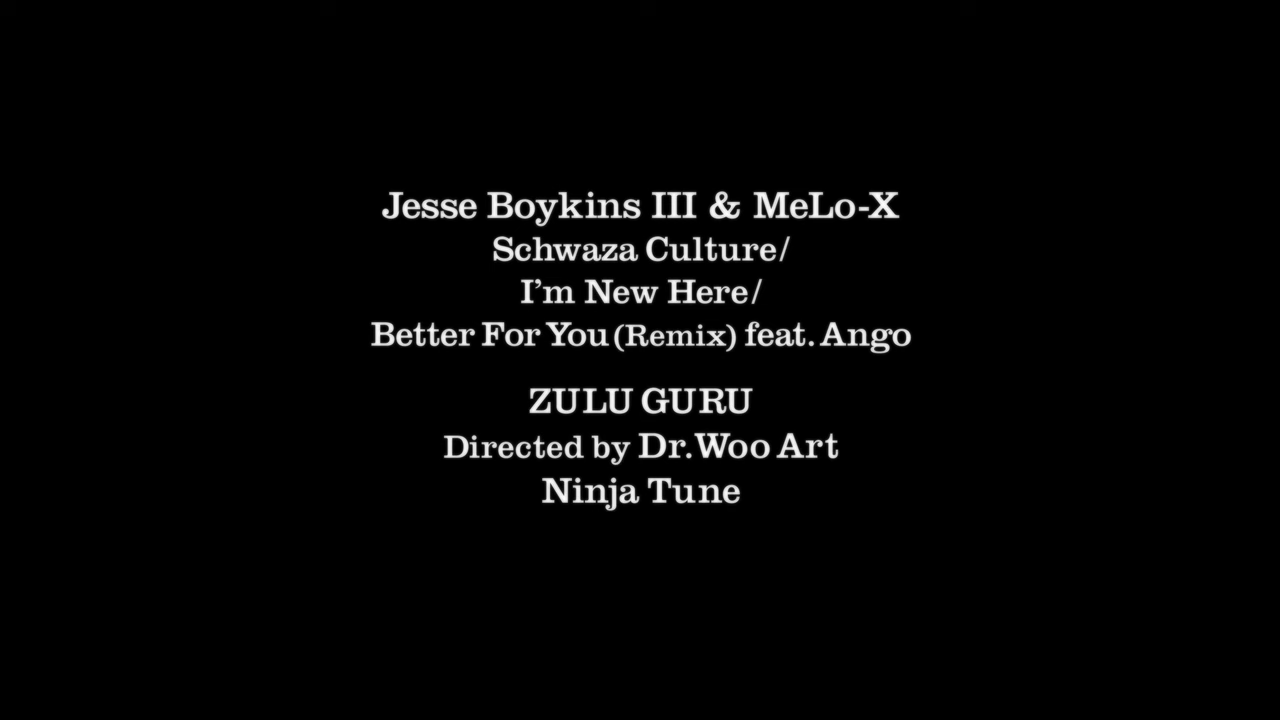 Jesse Boykins III & MeLo-X
Schwaza Culture/
I'm New Here/
Better For You (Remix) feat. Ango
ZULU GURU
Directed by Dr.Woo Art
Ninja Tune